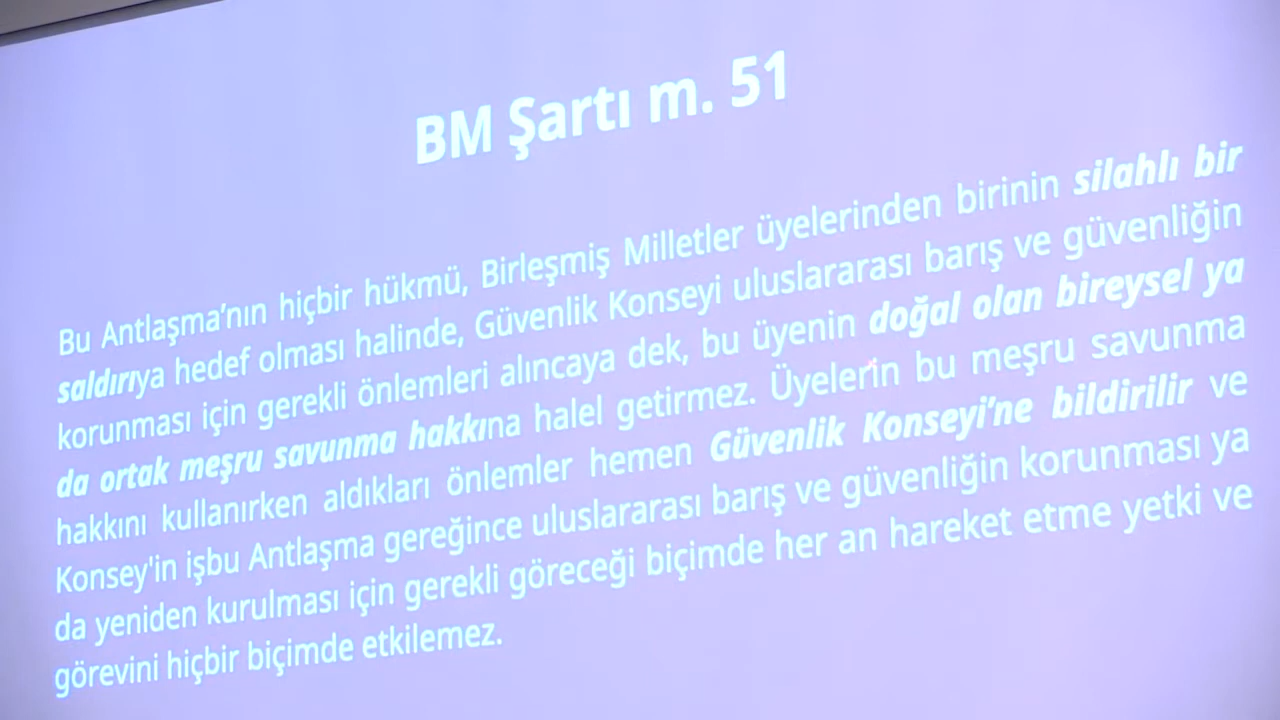 BM Şartı m. 51
Bu Antlaşma’nın hiçbir hükmü, Birleşmiş Milletler üyelerinden birinin silahlı bir
saldırıya hedef olması halinde, Güvenlik Konseyi uluslararası barış ve güvenliğin
korunması için gerekli önlemleri alıncaya dek, bu üyenin doğal olan bireysel ya
da ortak meşru savunma hakkına halel getirmez. Üyelerin bu meşru savunma
hakkını kullanırken aldıkları önlemler hemen Güvenlik Konseyi’ne bildirilir ve
Konsey'in işbu Antlaşma gereğince uluslararası barış ve güvenliğin korunması ya
da yeniden kurulması için gerekli göreceği biçimde her an hareket etme yetki ve
görevini hiçbir biçimde etkilemez.